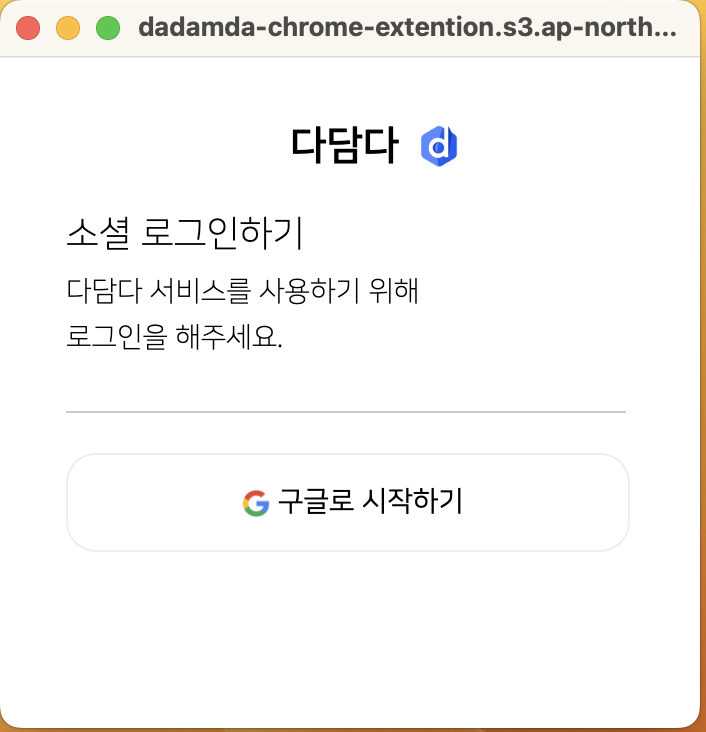 dadamda-chrome-extention.s3.ap-north...
다담다 d
소셜 로그인하기
다담다 서비스를 사용하기 위해
로그인을 해주세요.
G 구글로 시작하기